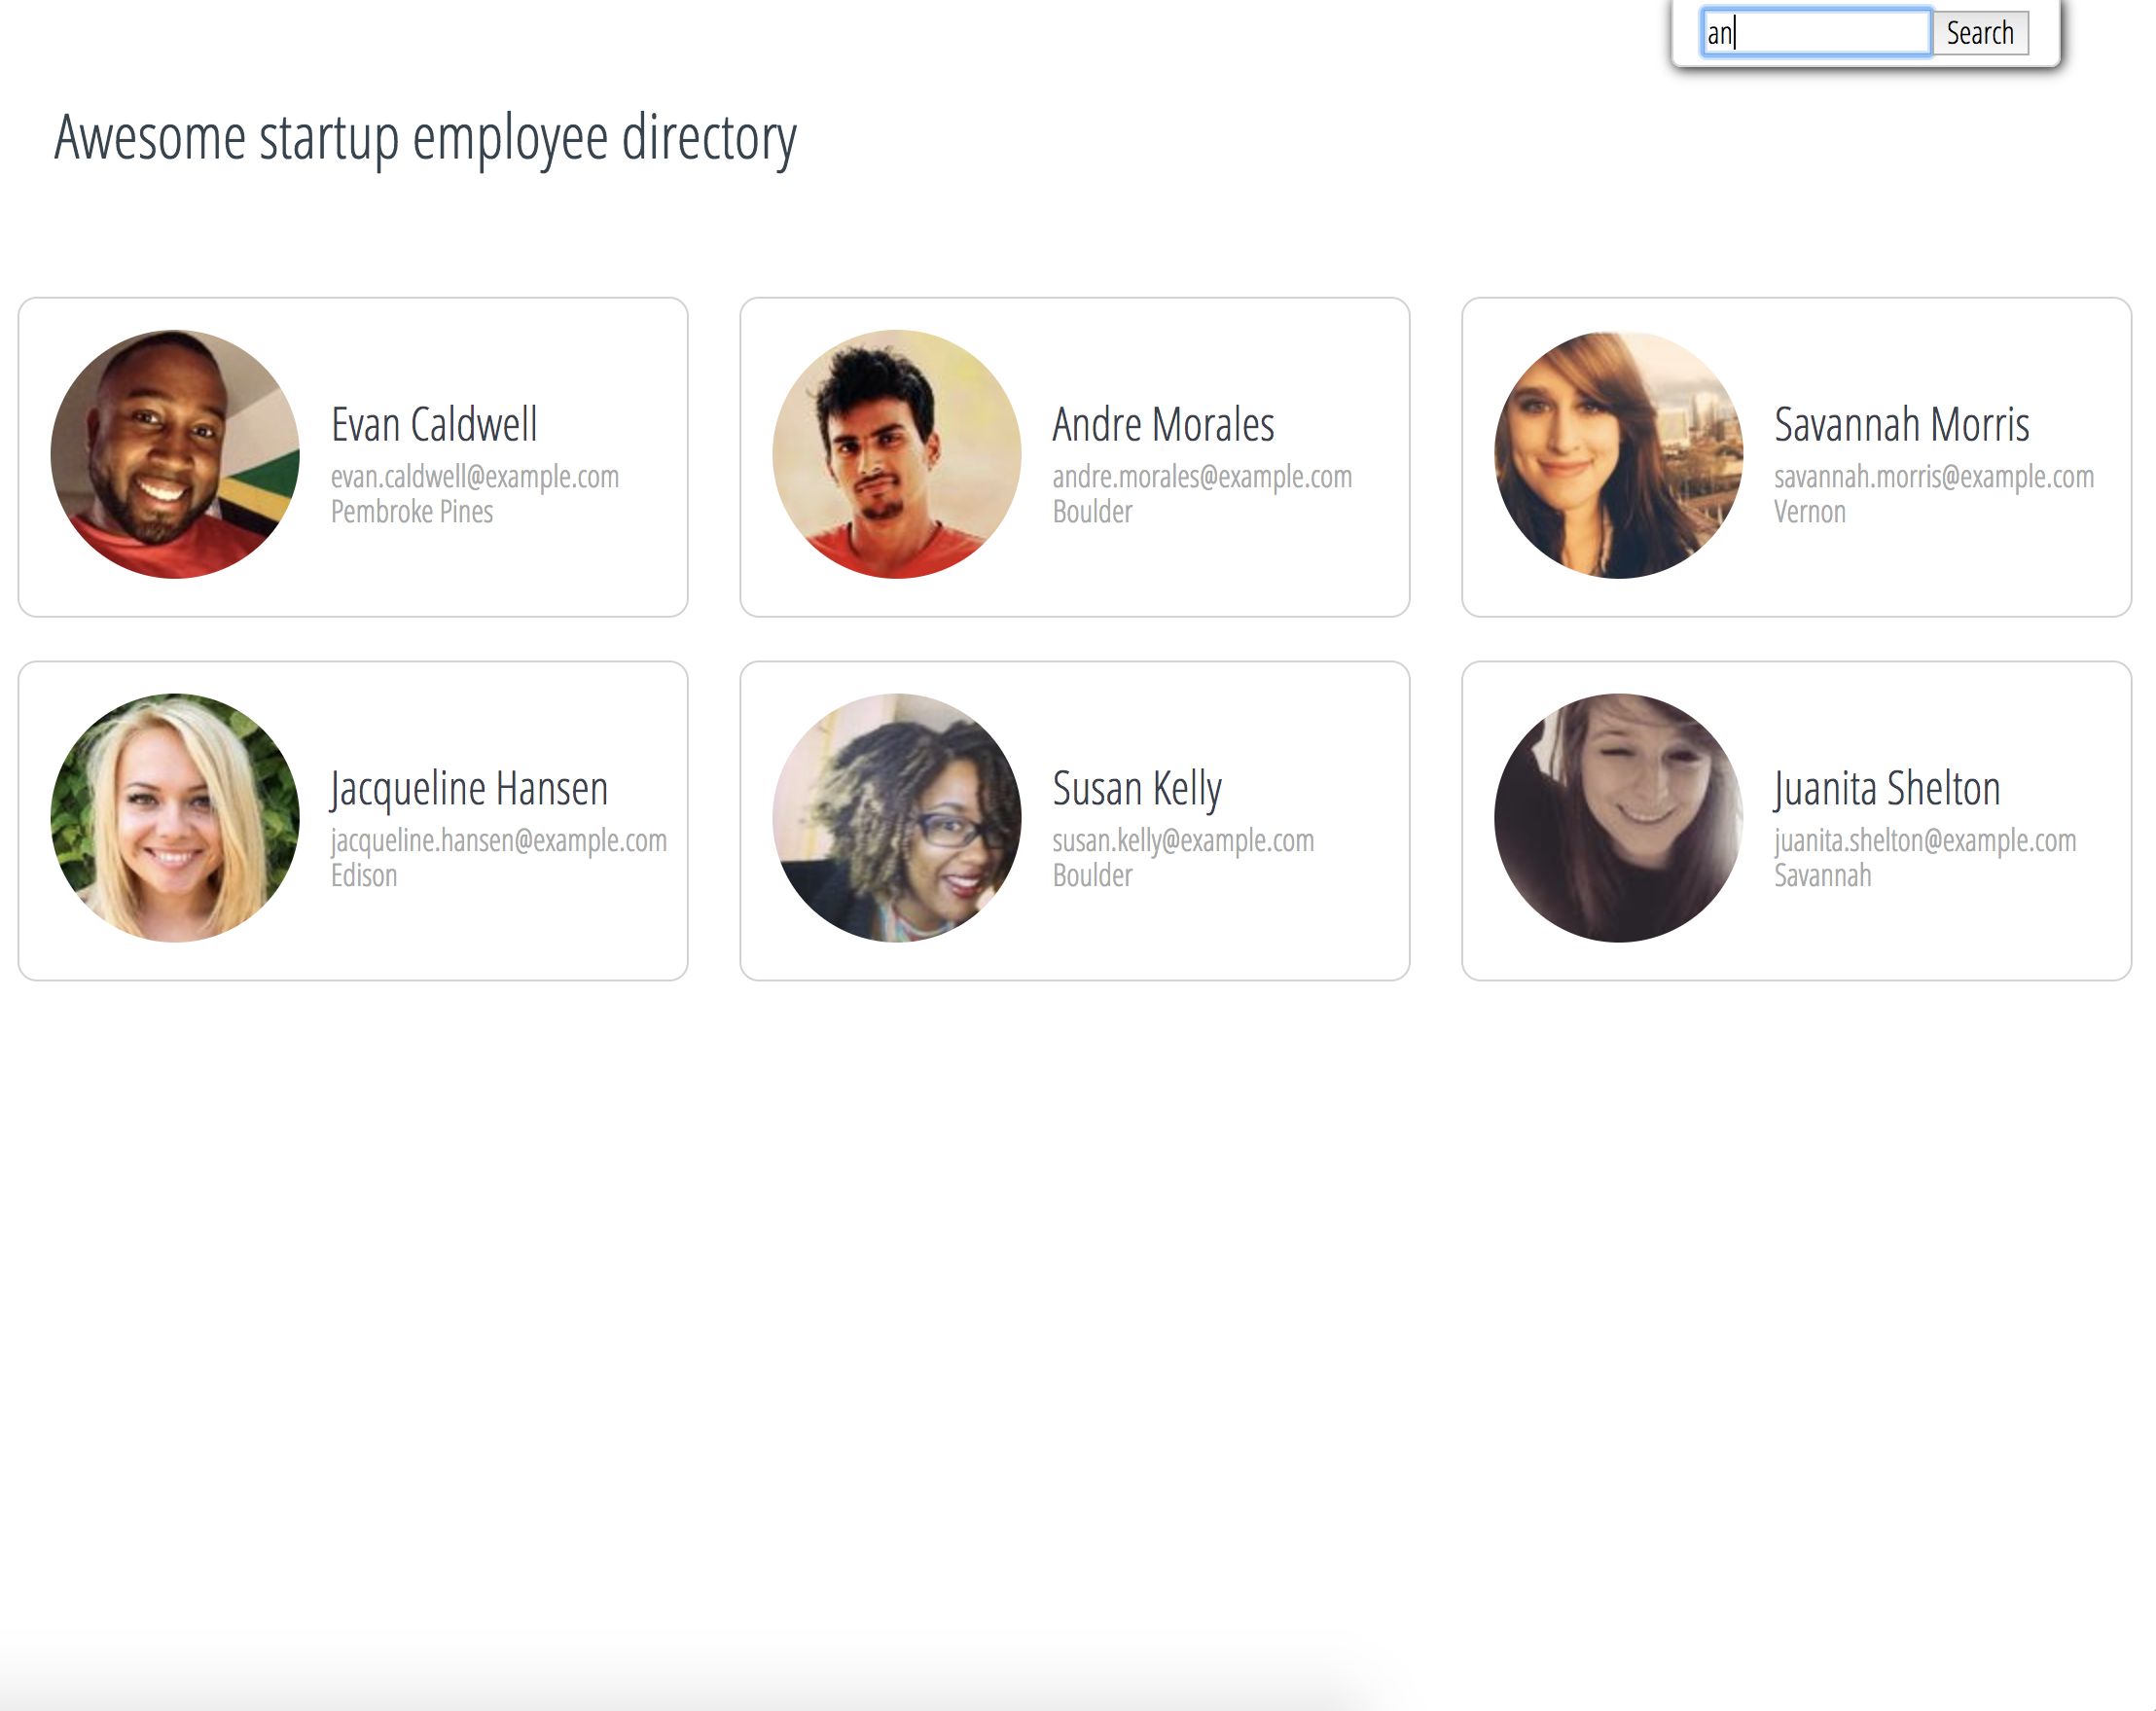 an
Search
Awesome startup employee directory
Evan Caldwell
evan.caldwell@example.com
Pembroke Pines
Andre Morales
andre.morales@example.com
Boulder
Savannah Morris
savannah.morris@example.com
Vernon
Jacqueline Hansen
jacqueline.hansen@example.com
Edison
Susan Kelly
susan.kelly@example.com
Boulder
Juanita Shelton
juanita.shelton@example.com
Savannah